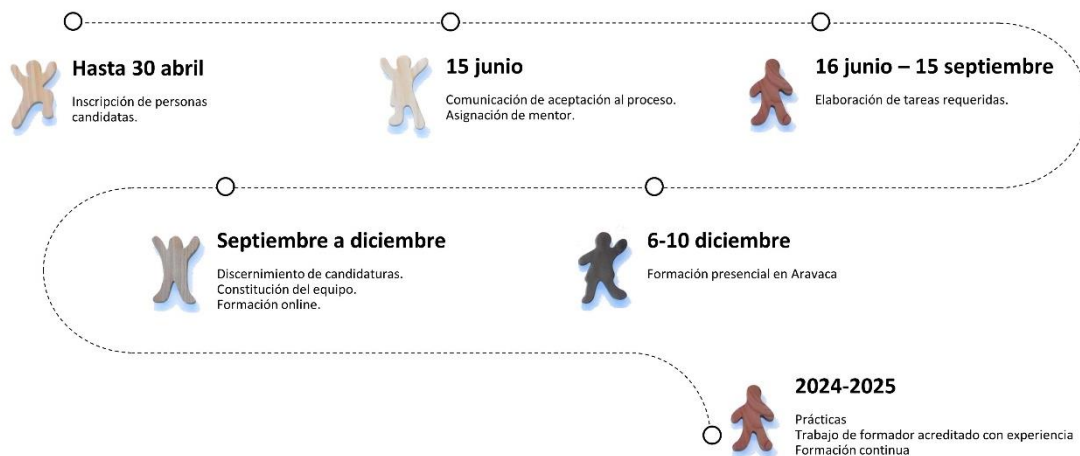 Hasta 30 abril
Inscripción de personas
candidatas.
15 junio
Comunicación de aceptación al proceso.
Asignación de mentor.
16 junio – 15 septiembre
Elaboración de tareas requeridas.
Septiembre a diciembre
Discernimiento de candidaturas.
Constitución del equipo.
Formación online.
6-10 diciembre
Formación presencial en Aravaca
2024-2025
Prácticas
Trabajo de formador acreditado con experiencia
Formación continua